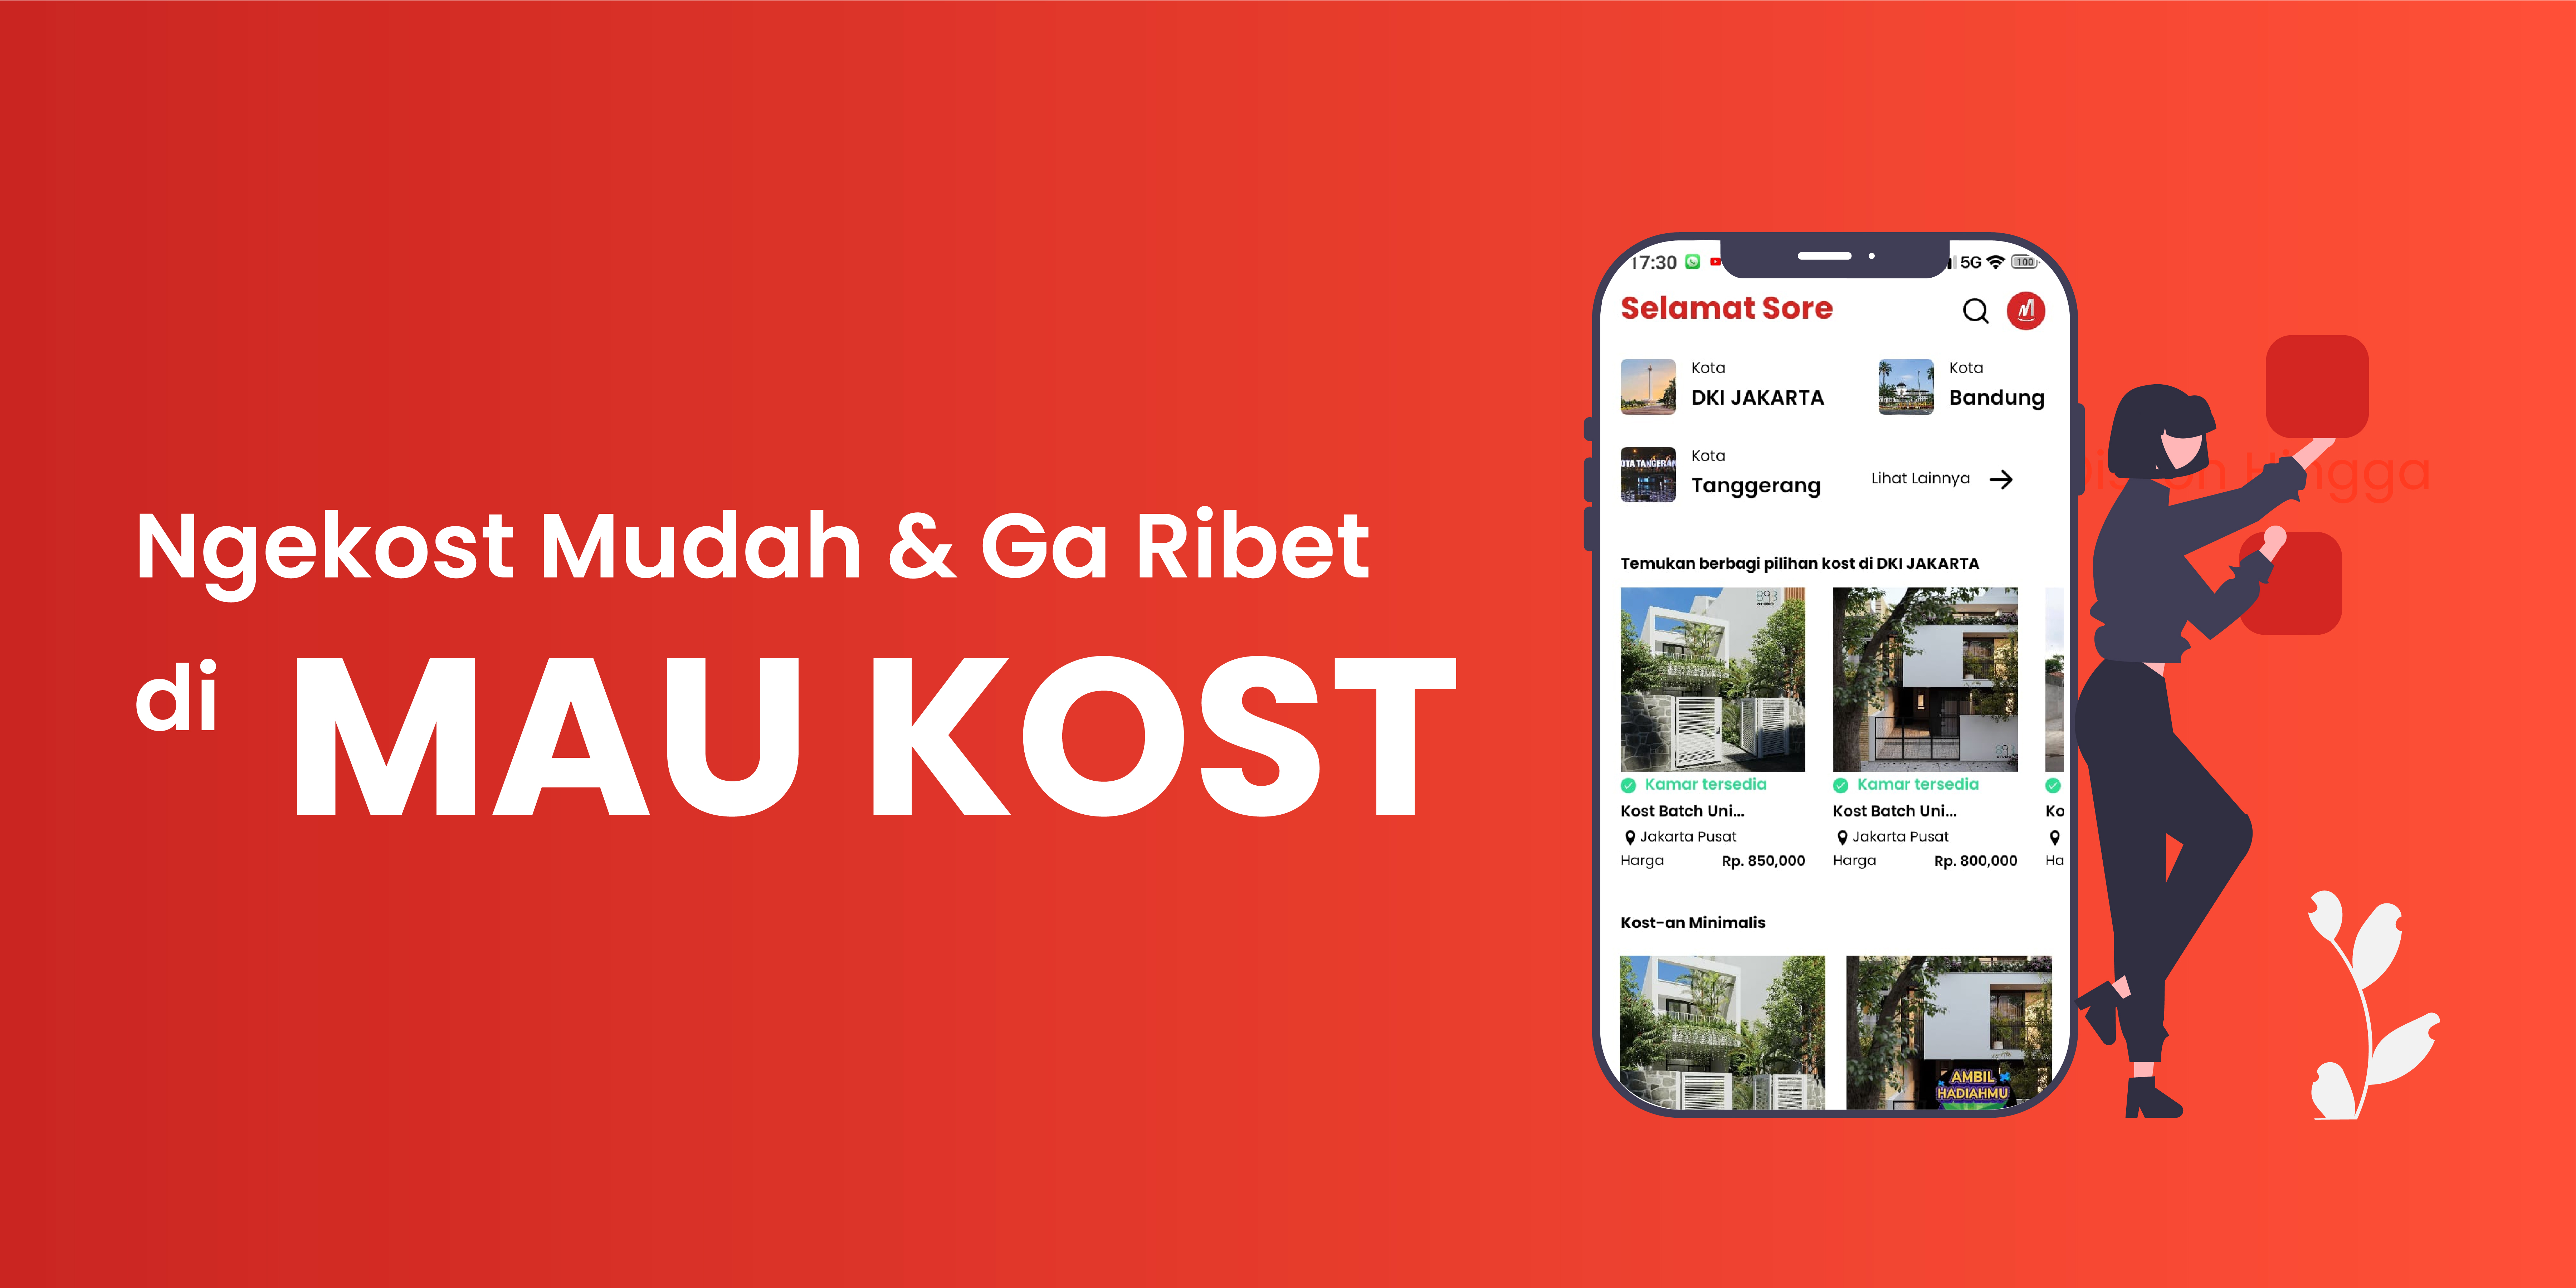 Ngekost Mudah & Ga Ribet
di MAU KOST
17:30
5G
100
Selamat Sore
Kota
DKI JAKARTA
Kota
Bandung
Kota
Tanggerang
Lihat Lainnya
Temukan berbagi pilihan kost di DKI JAKARTA
Kamar tersedia
Kost Batch Uni...
Jakarta Pusat
Harga Rp. 850,000
Kamar tersedia
Kost Batch Uni...
Jakarta Pusat
Harga Rp. 800,000
Ko
Ha
Kost-an Minimalis
AMBIL
HADIAHMU
Hingga